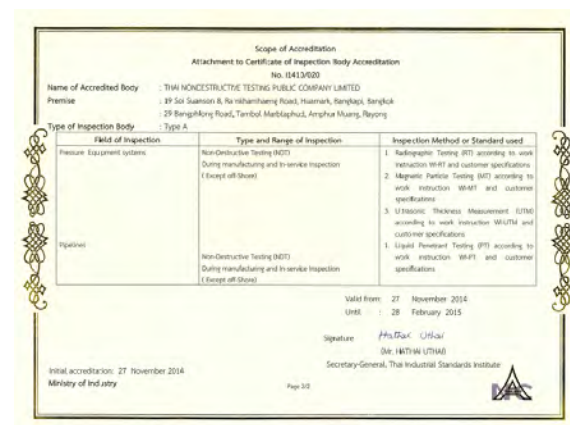 Scope of Accreditation
Attachment to Certificate of Inspection Body Accreditation
No. I1413/020
Name of Accredited Body : THAI NONDESTRUCTIVE TESTING PUBLIC COMPANY LIMITED
Premise : 19 Soi Suanson 8, Ramkhamhaeng Road, Huamark, Bangkapi, Bangkok
: 29 Bangphlong Road, Tambol Marbtaphud, Amphur Muang, Rayong
Type of Inspection Body : Type A
Field of Inspection
Type and Range of Inspection
Inspection Method or Standard used
Pressure Equipment systems
Non-Destructive Testing (NDT)
During manufacturing and In-service Inspection
( Except off-Shore)
1. Radiographic Testing (RT) according to work
instruction WI-RT and customer specifications
2. Magnetic Particle Testing (MT) according to
work instruction WI-MT and customer
specifications
3. Ultrasonic Thickness Measurement (UTM)
according to work instruction WI-UTM and
customer specifications
Pipelines
Non-Destructive Testing (NDT)
During manufacturing and In-service Inspection
( Except off-Shore)
1. Liquid Penetrant Testing (PT) according to
work instruction WI-PT and customer
specifications
Valid from: 27 November 2014
Until : 28 February 2015
Signature Hathai Uthai
(Mr. HATHAI UTHAI)
Secretary-General, Thai Industrial Standards Institute
Initial accreditation: 27 November 2014
Ministry of Industry
Page 2/2